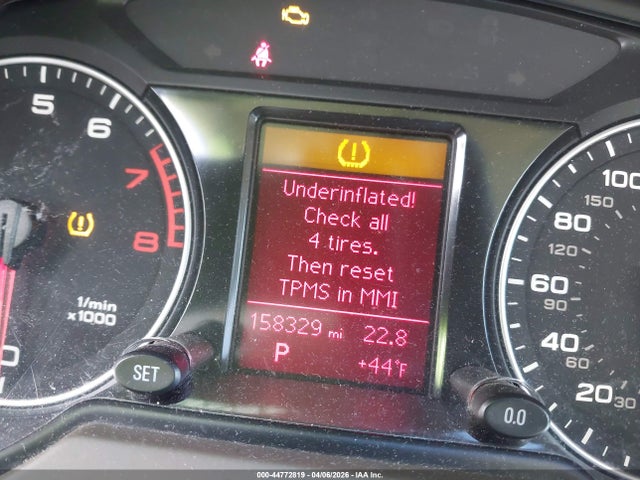 5
6
7
8
1/min
x1000
Underinflated!
Check all
4 tires.
Then reset
TPMS in MMI
158329 mi 22.8
P +44°F
SET
0.0
100
150
80
120
60
90
40
60
20 30
000-44772819 04/06/2026 IAA Inc.